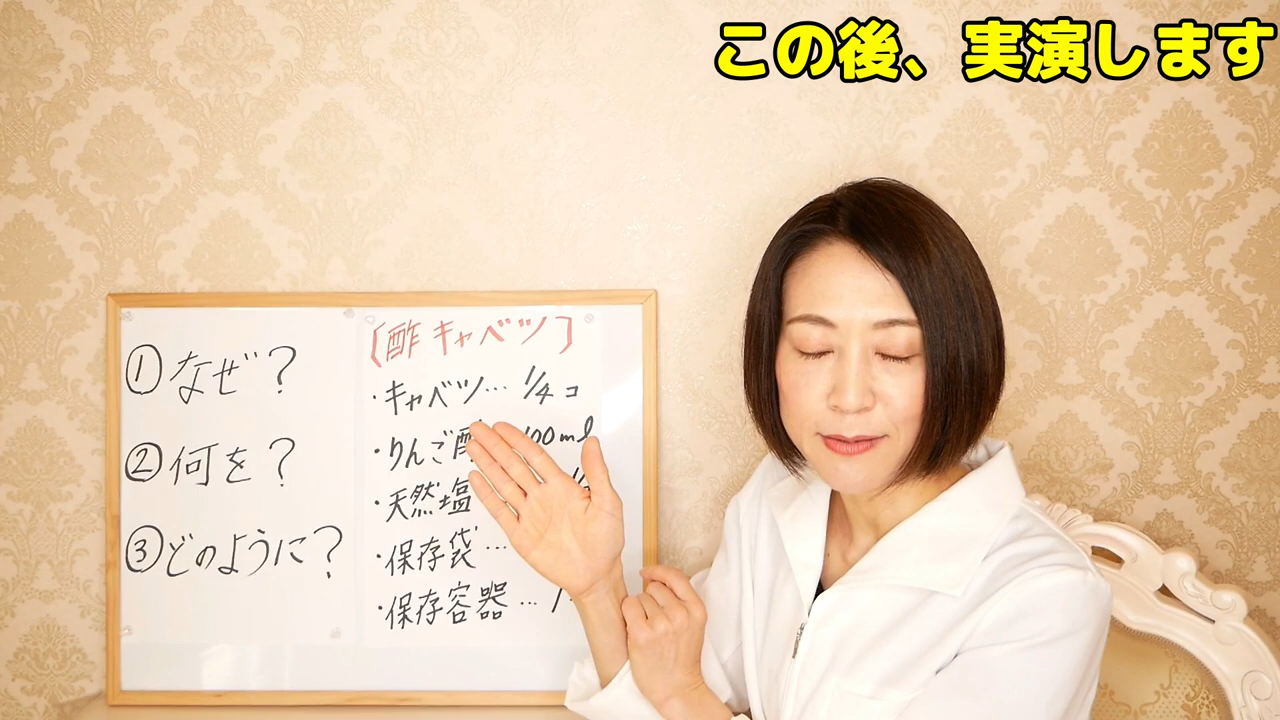 この後、実演します
①なぜ?
②何を?
③どのように?
〔酢キャベツ〕
・キャベツ… 1/4コ
・りんご酢 100ml
・天然塩
・保存袋…
・保存容器…